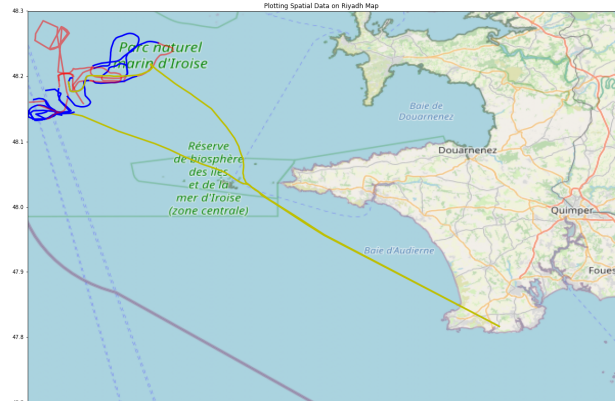 Plotting Spatial Data on Riyadh Map
48.3
Parc naturel
marin d'Iroise
48.2
Baie de
Douarnenez
48.1
Réserve
de biosphère
des îles
et de la
mer d'Iroise
(zone centrale)
Douarnenez
48.0
Quimper
Baie d'Audierne
47.9
Foues
47.8